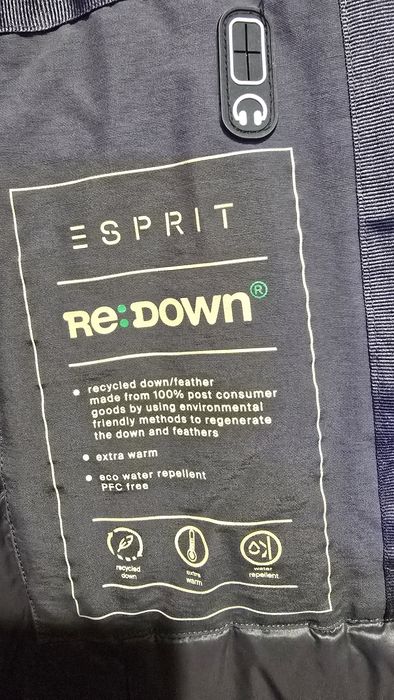 ESPRIT
Re:DOWN®
• recycled down/feather
made from 100% post consumer
goods by using environmental
friendly methods to regenerate
the down and feathers
• extra warm
• eco water repellent
PFC free
recycled
down
extra
warm
water
repellent